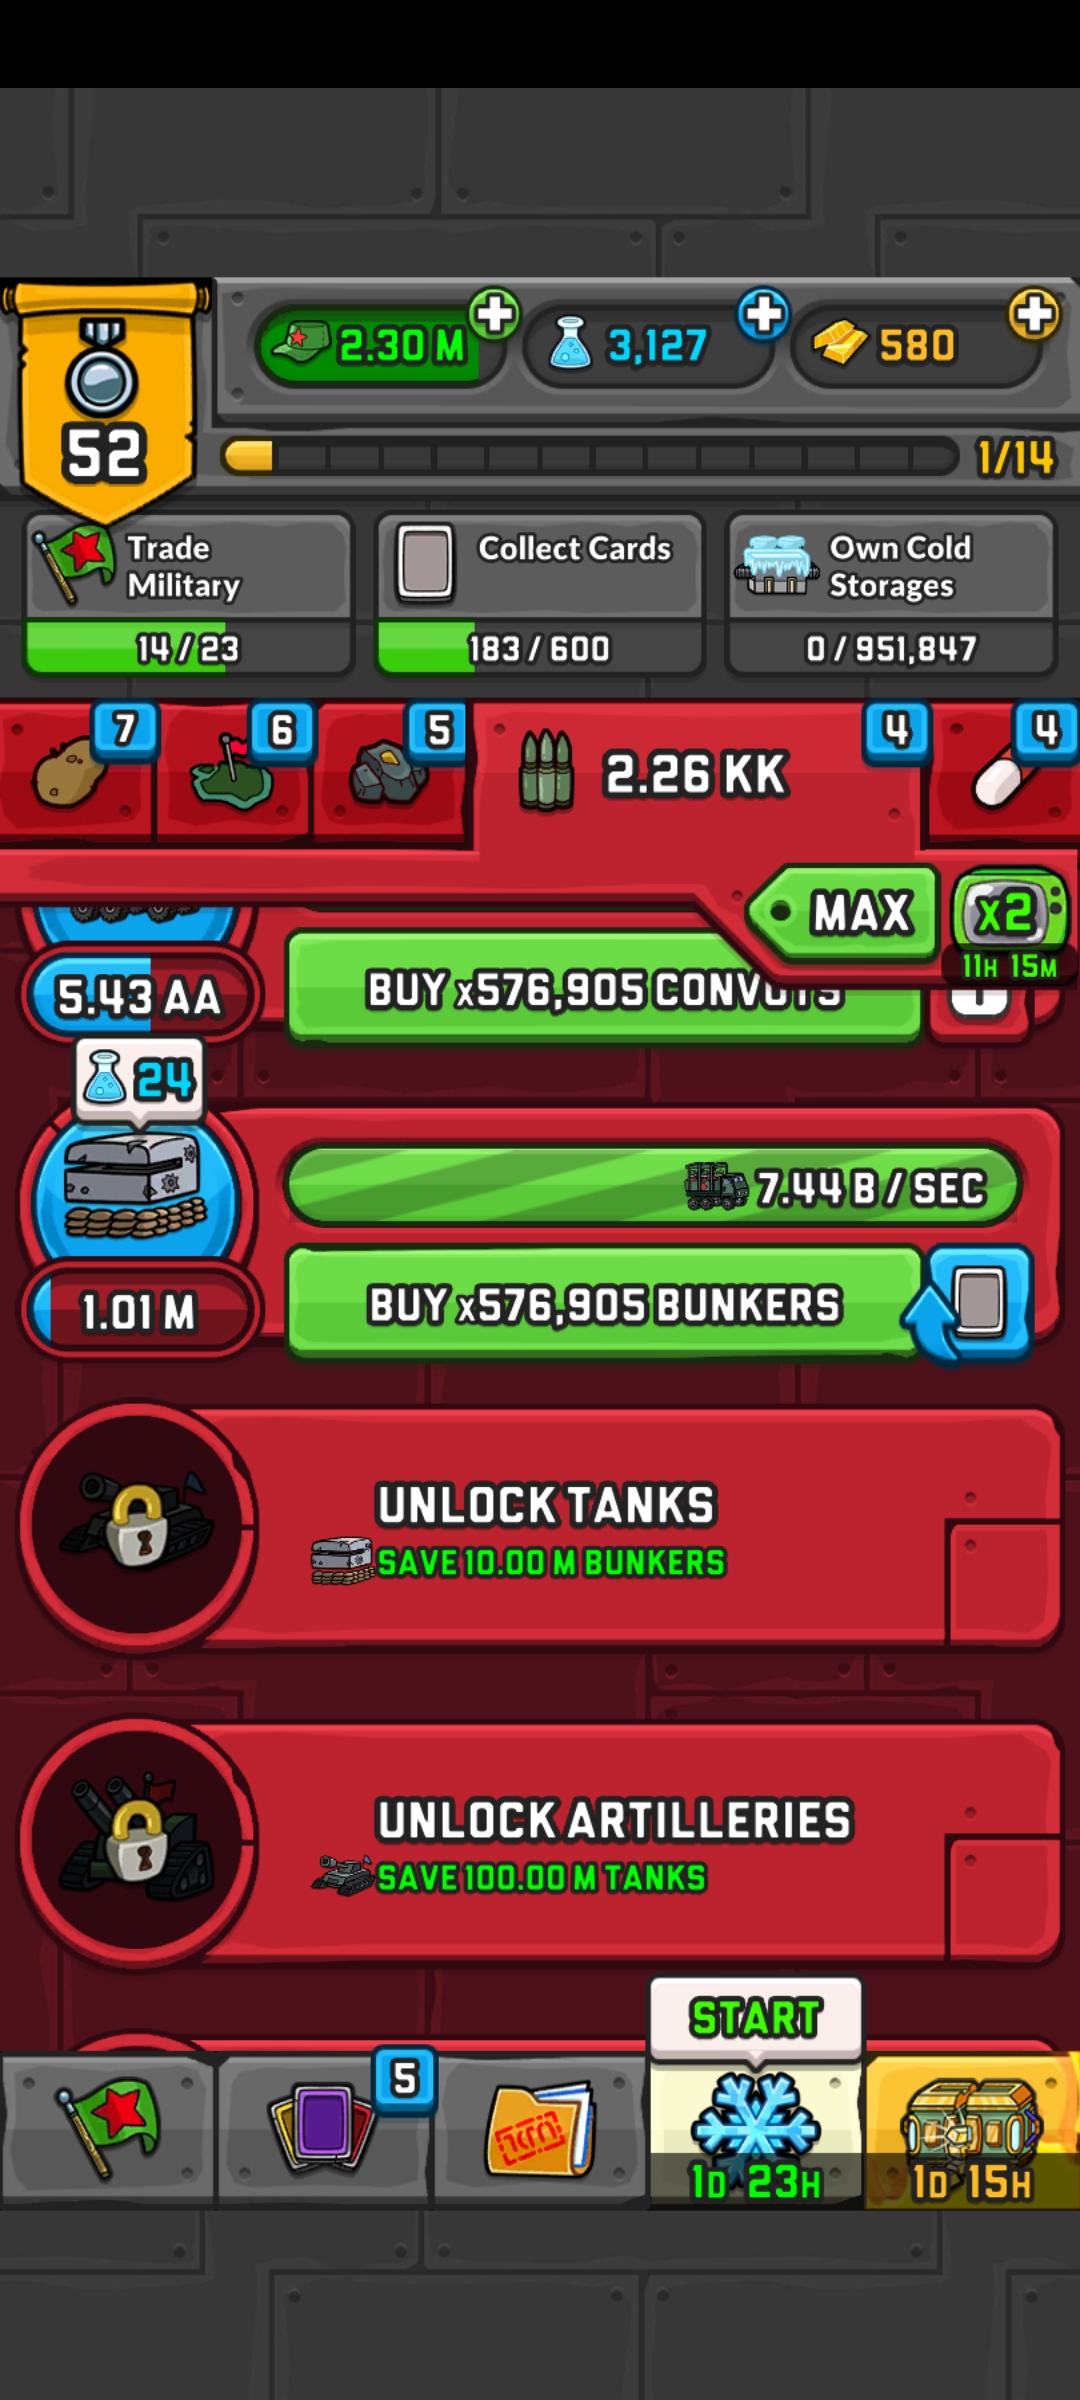 2.30 M
3,127
580
52
1/14
Trade
Military
14 / 23
Collect Cards
183 / 600
Own Cold
Storages
0 / 951,847
7
6
5
2.26 KK
4
4
MAX
x2
11H 15M
5.43 AA
BUY x576,905 CONVOYS
24
7.44 B / SEC
1.01 M
BUY x576,905 BUNKERS
UNLOCK TANKS
SAVE 10.00 M BUNKERS
UNLOCK ARTILLERIES
SAVE 100.00 M TANKS
START
5
1D 23H
1D 15H